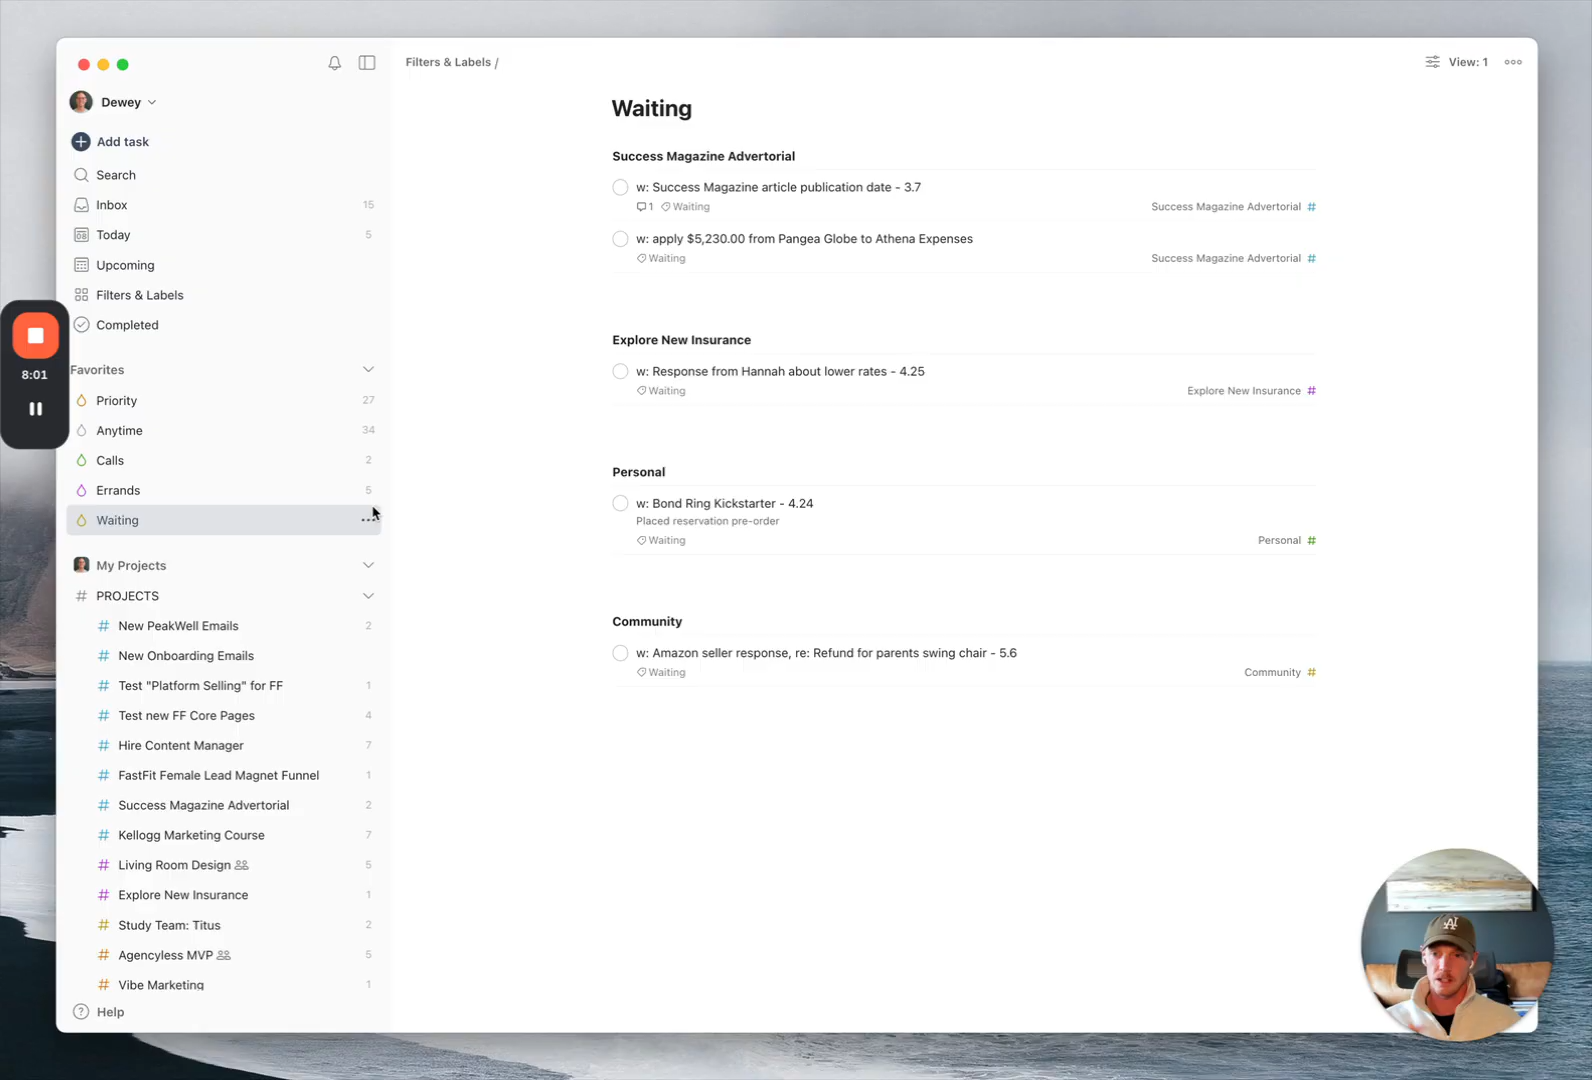 Filters & Labels /
View: 1
Dewey
Add task
Search
Inbox 15
08
Today 5
Upcoming
Filters & Labels
Completed
8:01
Favorites
Priority 27
Anytime 34
Calls 2
Errands 5
Waiting
My Projects
# PROJECTS
# New PeakWell Emails 2
# New Onboarding Emails
# Test "Platform Selling" for FF 1
# Test new FF Core Pages 4
# Hire Content Manager 7
# FastFit Female Lead Magnet Funnel 1
# Success Magazine Advertorial 2
# Kellogg Marketing Course 7
# Living Room Design 5
# Explore New Insurance 1
# Study Team: Titus 2
# Agencyless MVP 5
# Vibe Marketing 1
? Help
Waiting
Success Magazine Advertorial
w: Success Magazine article publication date - 3.7
1 Waiting
Success Magazine Advertorial #
w: apply $5,230.00 from Pangea Globe to Athena Expenses
Waiting
Success Magazine Advertorial #
Explore New Insurance
w: Response from Hannah about lower rates - 4.25
Waiting
Explore New Insurance #
Personal
w: Bond Ring Kickstarter - 4.24
Placed reservation pre-order
Waiting
Personal #
Community
w: Amazon seller response, re: Refund for parents swing chair - 5.6
Waiting
Community #
AI